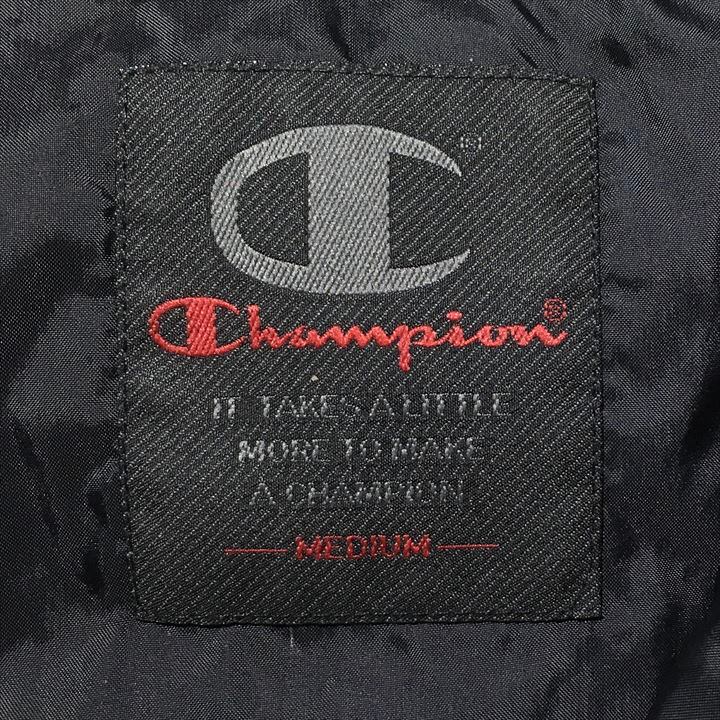 C®
Champion®
IT TAKES A LITTLE
MORE TO MAKE
A CHAMPION
MEDIUM